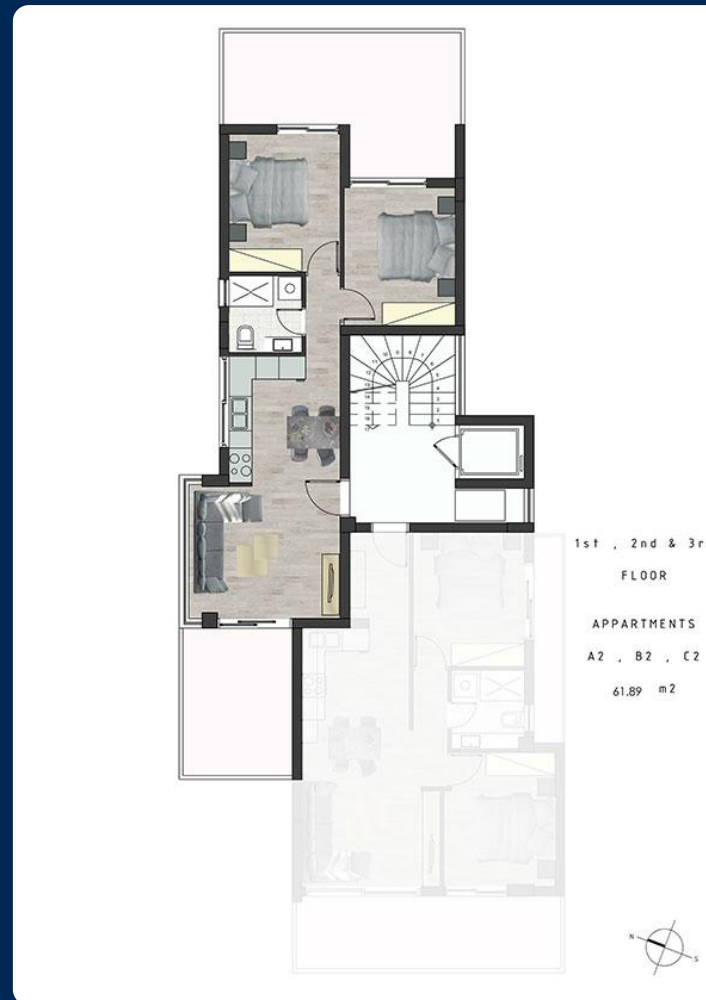 1st , 2nd & 3r
FLOOR
APPARTMENTS
A2 , B2 , C2
61.89 m2
N
S